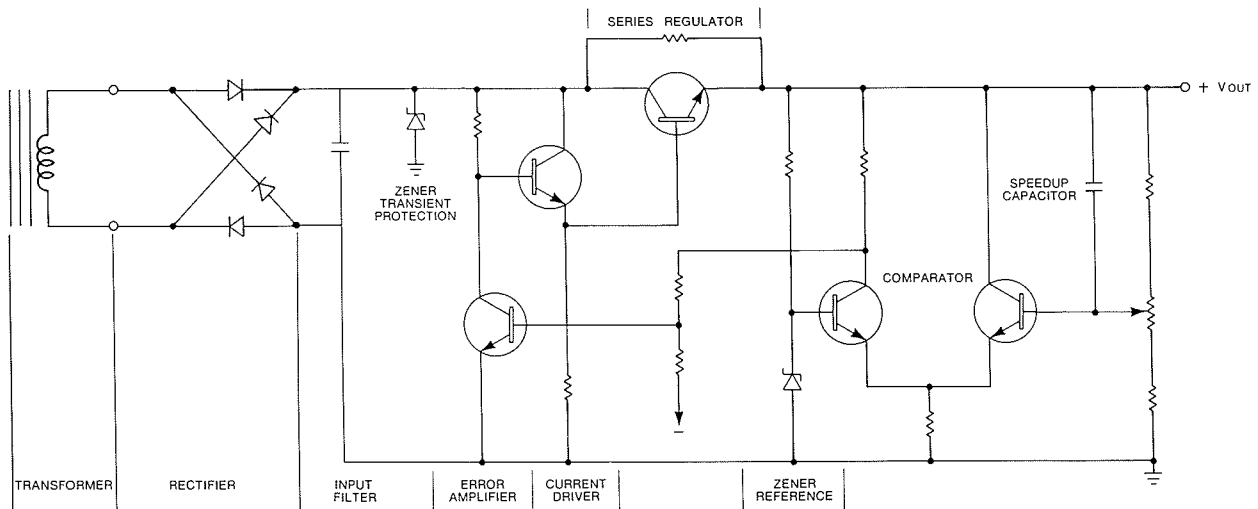 SERIES REGULATOR
+ VOUT
ZENER
TRANSIENT
PROTECTION
SPEEDUP
CAPACITOR
COMPARATOR
–
TRANSFORMER
RECTIFIER
INPUT
FILTER
ERROR
AMPLIFIER
CURRENT
DRIVER
ZENER
REFERENCE